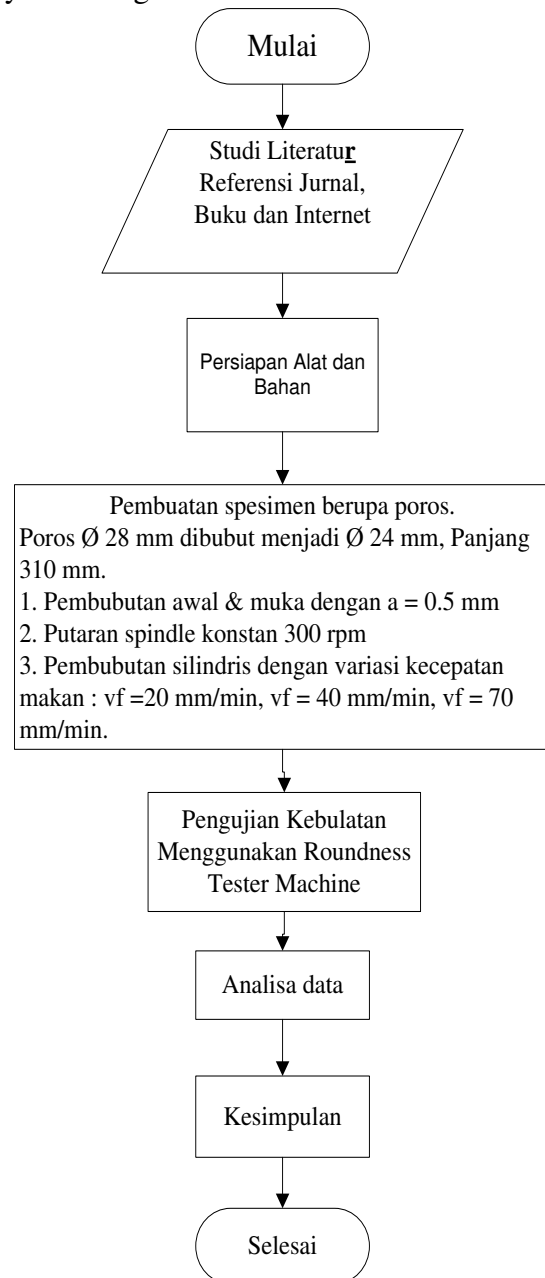 Mulai
Studi Literatur
Referensi Jurnal,
Buku dan Internet
Persiapan Alat dan
Bahan
Pembuatan spesimen berupa poros.
Poros Ø 28 mm dibubut menjadi Ø 24 mm, Panjang
310 mm.
1. Pembubutan awal & muka dengan a = 0.5 mm
2. Putaran spindle konstan 300 rpm
3. Pembubutan silindris dengan variasi kecepatan
makan : vf =20 mm/min, vf = 40 mm/min, vf = 70
mm/min.
Pengujian Kebulatan
Menggunakan Roundness
Tester Machine
Analisa data
Kesimpulan
Selesai